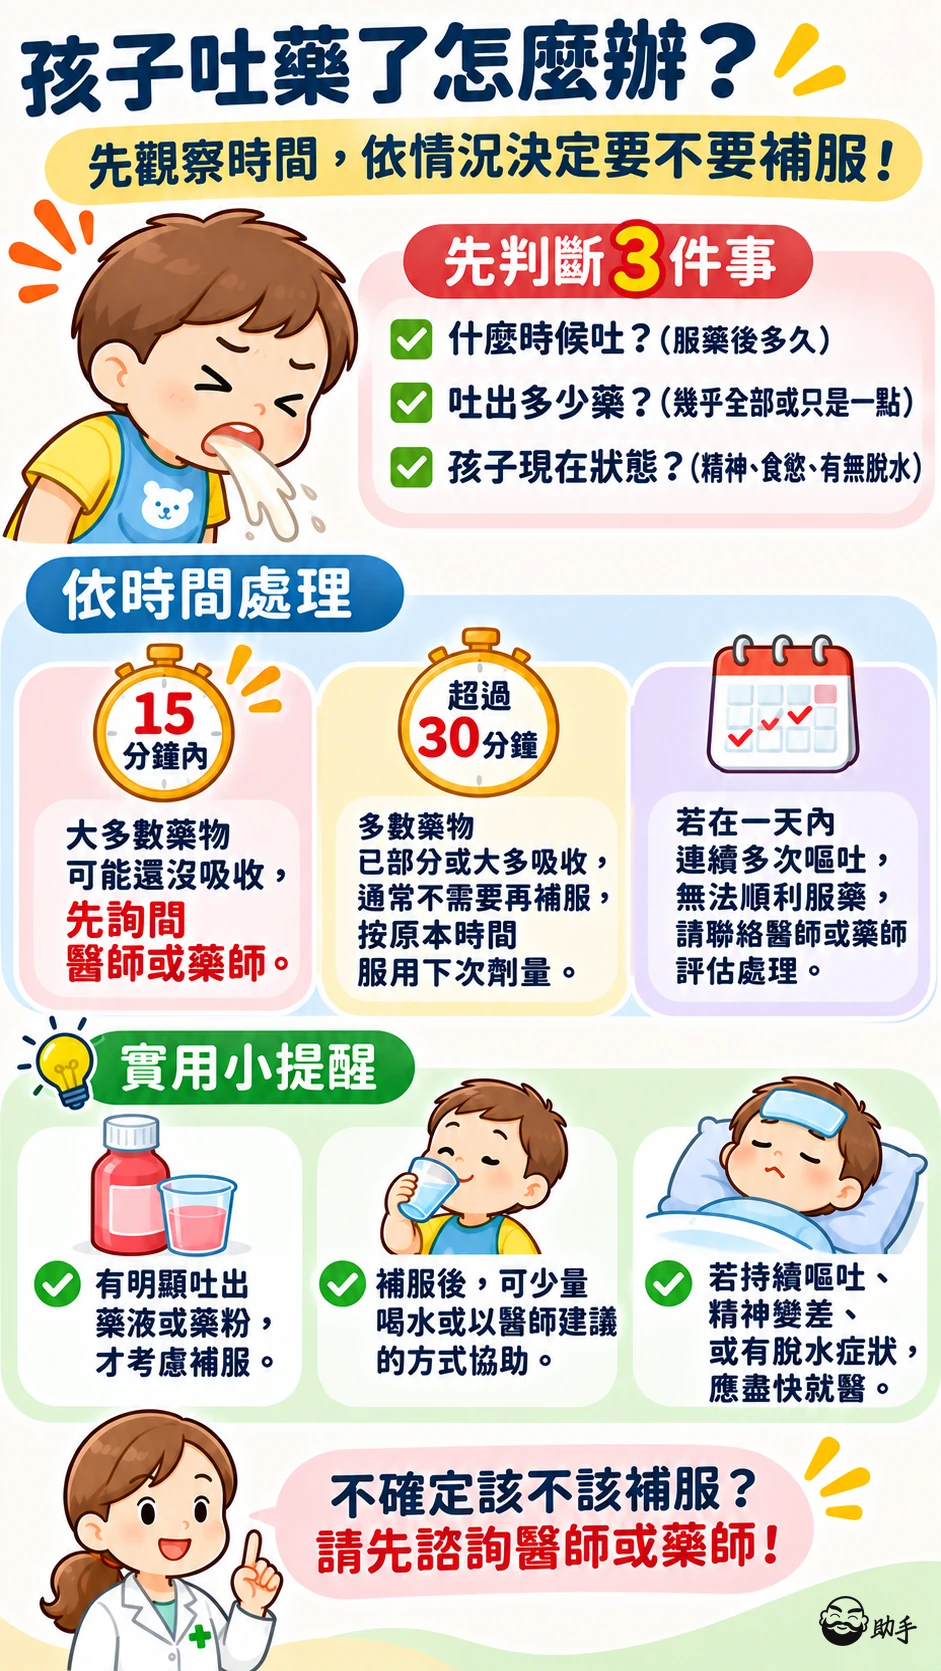 孩子吐藥了怎麼辦？
先觀察時間，依情況決定要不要補服！
先判斷3件事
什麼時候吐？（服藥後多久）
吐出多少藥？（幾乎全部或只是一點）
孩子現在狀態？（精神、食慾、有無脫水）
依時間處理
15
分鐘內
大多數藥物
可能還沒吸收，
先詢問
醫師或藥師。
超過
30分鐘
多數藥物
已部分或大多吸收，
通常不需要再補服，
按原本時間
服用下次劑量。
若在一天內
連續多次嘔吐，
無法順利服藥，
請聯絡醫師或藥師
評估處理。
實用小提醒
有明顯吐出
藥液或藥粉，
才考慮補服。
補服後，可少量
喝水或以醫師建議
的方式協助。
若持續嘔吐、
精神變差、
或有脫水症狀，
應盡快就醫。
不確定該不該補服？
請先諮詢醫師或藥師！
助手